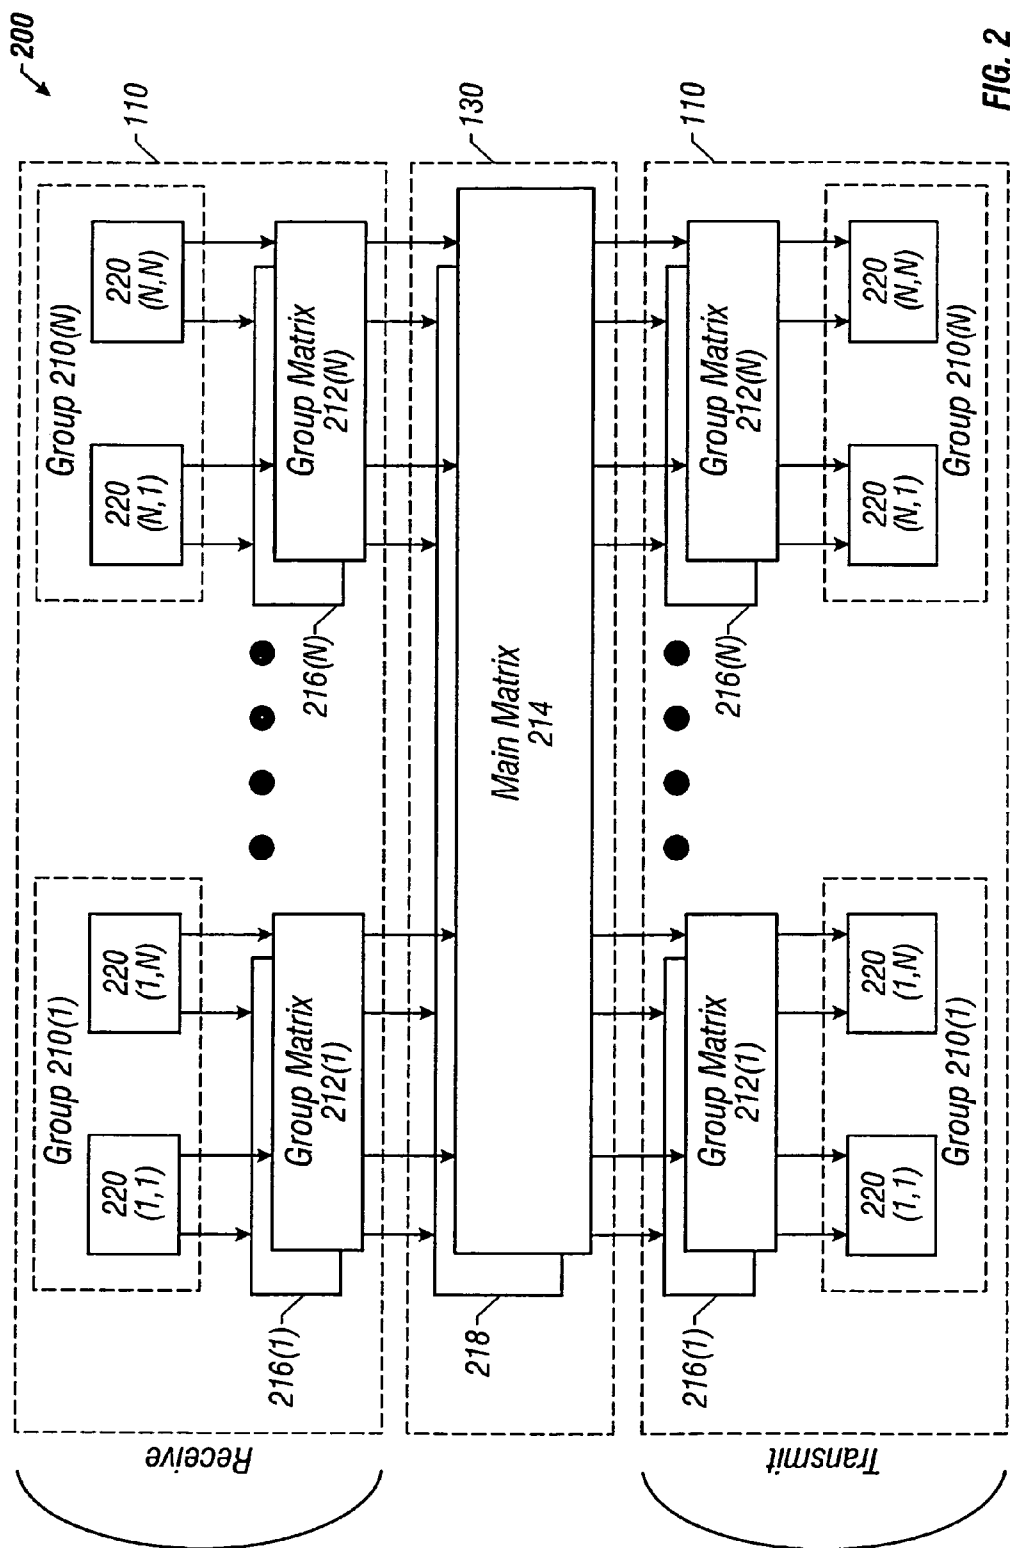 200
110
130
110
Receive
Group 210(1)
220
(1,1)
220
(1,N)
Group 210(N)
220
(N,1)
220
(N,N)
216(1)
Group Matrix
212(1)
216(N)
Group Matrix
212(N)
218
Main Matrix
214
216(1)
Group Matrix
212(1)
216(N)
Group Matrix
212(N)
Transmit
220
(1,1)
220
(1,N)
Group 210(1)
220
(N,1)
220
(N,N)
Group 210(N)
FIG. 2